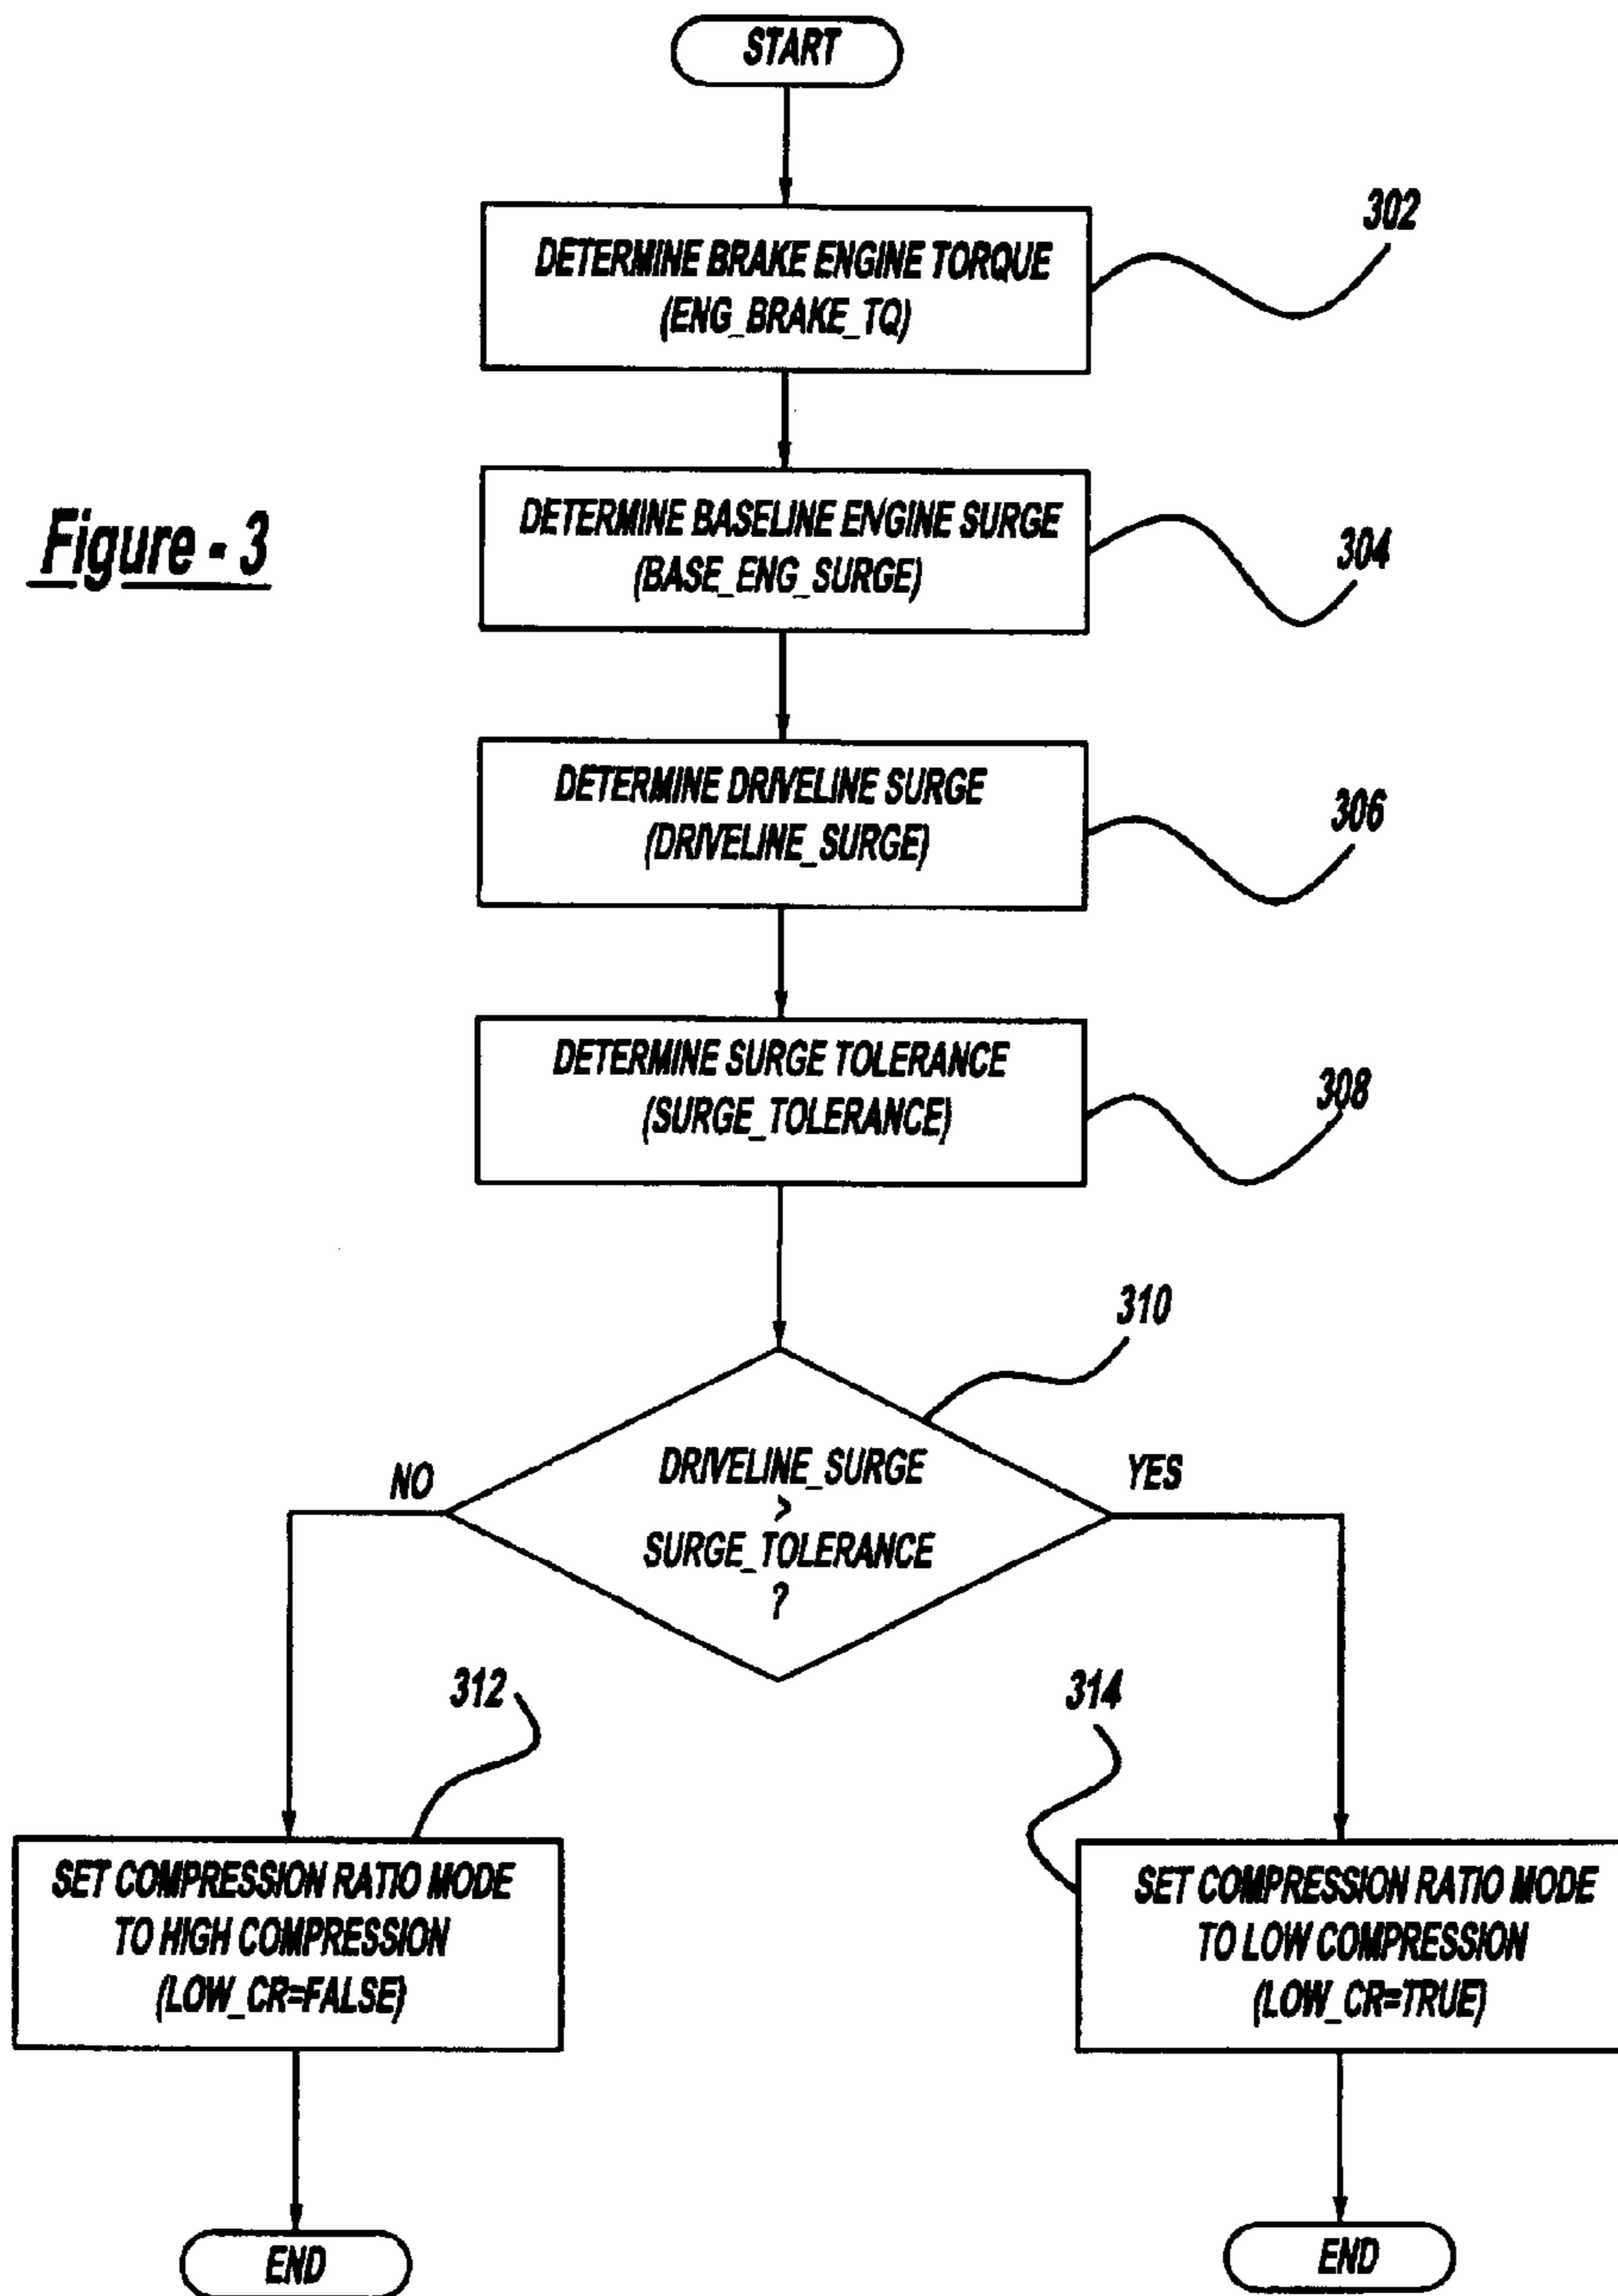 START
302
DETERMINE BRAKE ENGINE TORQUE
(ENG_BRAKE_TQ)
Figure - 3
DETERMINE BASELINE ENGINE SURGE
(BASE_ENG_SURGE)
304
DETERMINE DRIVELINE SURGE
(DRIVELINE_SURGE)
306
DETERMINE SURGE TOLERANCE
(SURGE_TOLERANCE)
308
310
NO
DRIVELINE_SURGE
>
SURGE_TOLERANCE
?
YES
312
314
SET COMPRESSION RATIO MODE
TO HIGH COMPRESSION
(LOW_CR=FALSE)
SET COMPRESSION RATIO MODE
TO LOW COMPRESSION
(LOW_CR=TRUE)
END
END